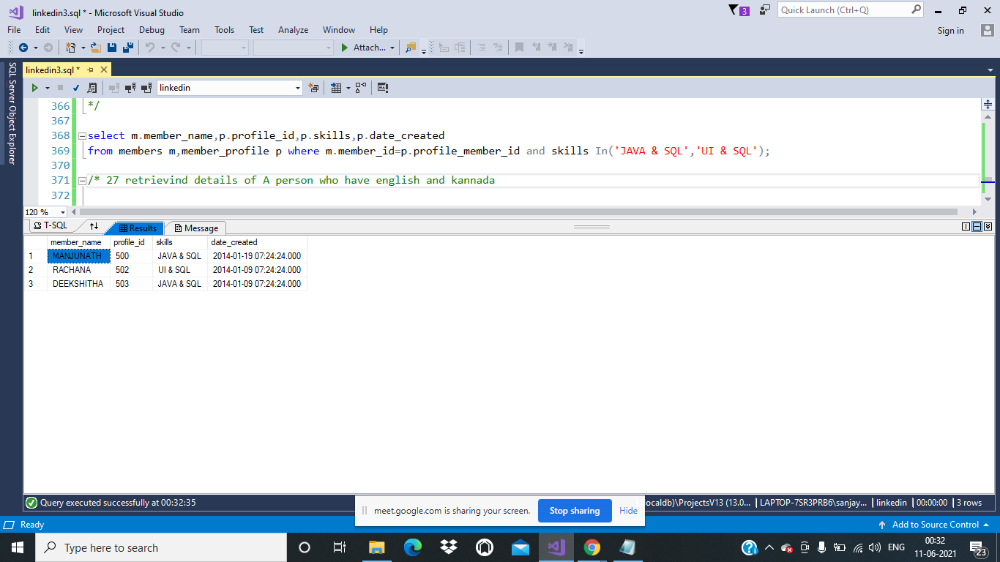 linkedin3.sql * - Microsoft Visual Studio
3
Quick Launch (Ctrl+Q)
File Edit View Project Debug Team Tools Test Analyze Window Help
Sign in
Attach...
SQL Server Object Explorer
linkedin3.sql *
linkedin
366 */
367
368 select m.member_name,p.profile_id,p.skills,p.date_created
369 from members m,member_profile p where m.member_id=p.profile_member_id and skills In('JAVA & SQL','UI & SQL');
370
371 /* 27 retrievind details of A person who have english and kannada
372
120 %
T-SQL Results Message
member_name profile_id skills date_created
1 MANJUNATH 500 JAVA & SQL 2014-01-19 07:24:24.000
2 RACHANA 502 UI & SQL 2014-01-09 07:24:24.000
3 DEEKSHITHA 503 JAVA & SQL 2014-01-09 07:24:24.000
Query executed successfully at 00:32:35
ocaldb)\ProjectsV13 (13.0... | LAPTOP-7SR3PRB6\sanjay... | linkedin | 00:00:00 | 3 rows
meet.google.com is sharing your screen. Stop sharing Hide
Ready
Add to Source Control
Type here to search
ENG
00:32
11-06-2021
23